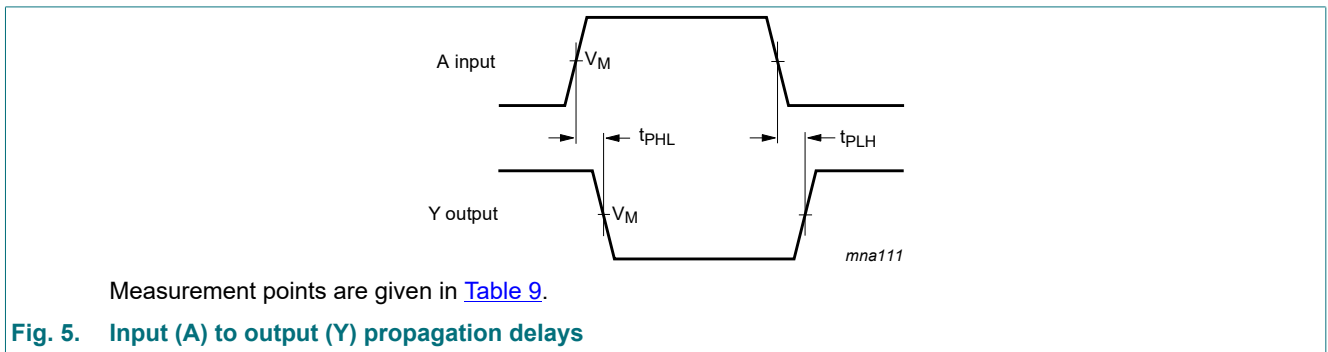 A input
VM
tPHL
tPLH
Y output
VM
mna111
Measurement points are given in Table 9.
Fig. 5. Input (A) to output (Y) propagation delays